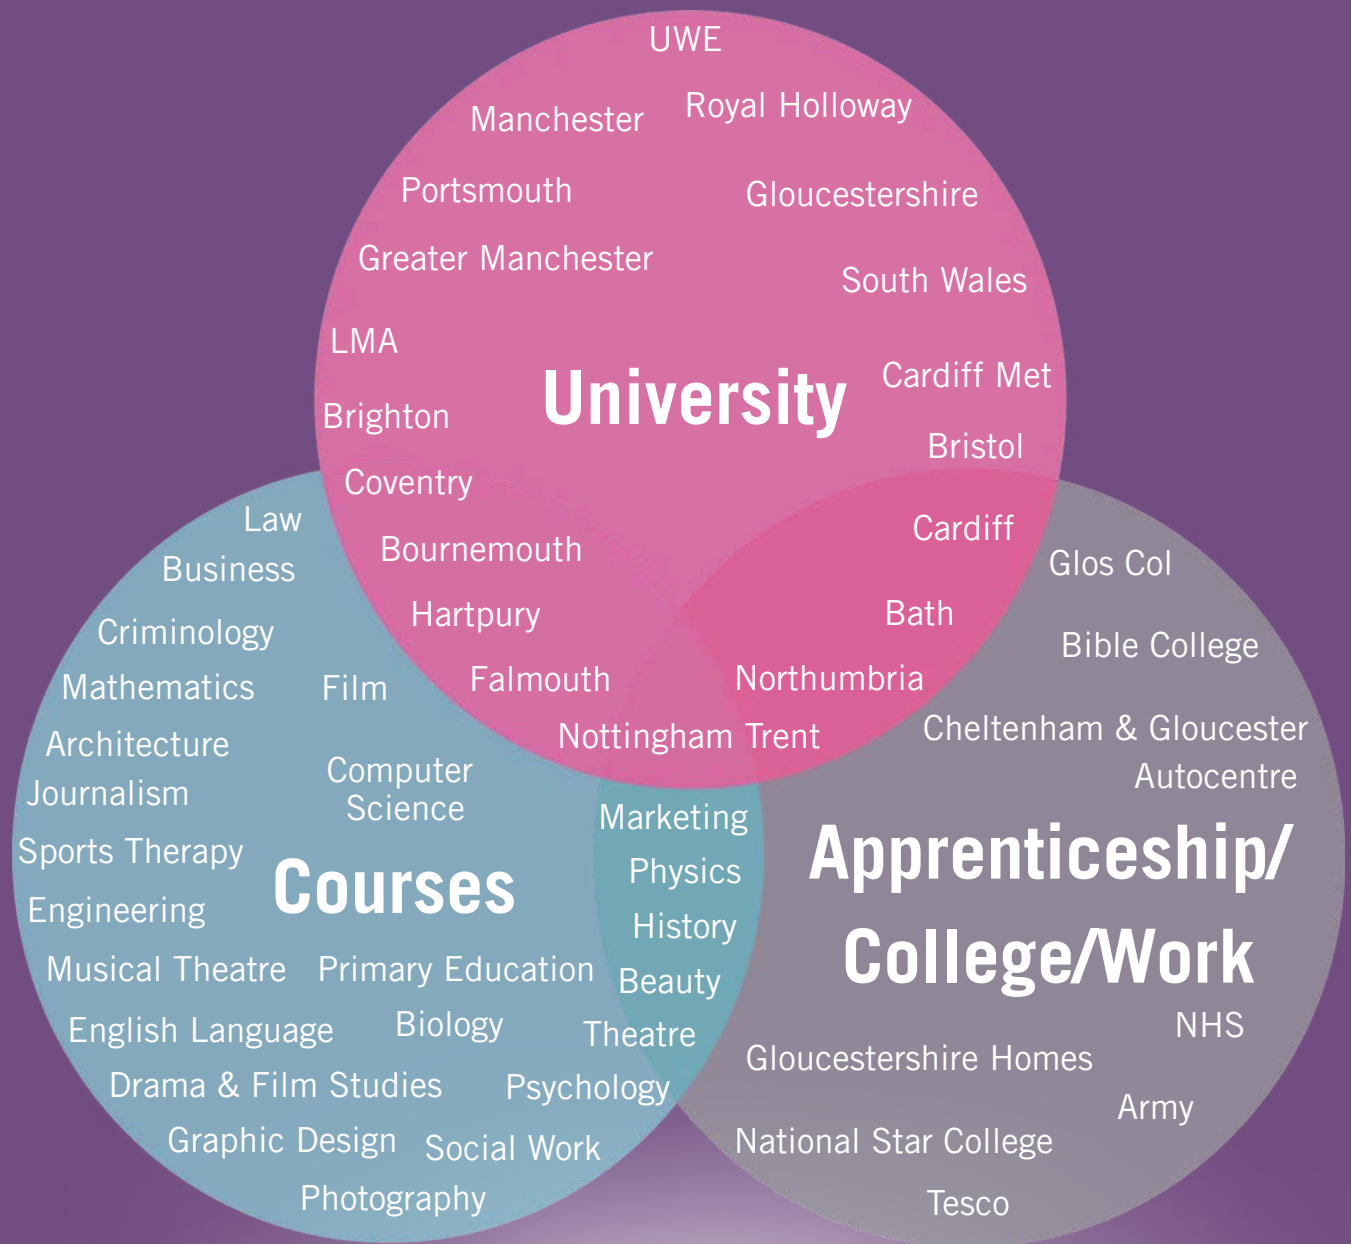 UWE
Manchester
Royal Holloway
Portsmouth
Gloucestershire
Greater Manchester
South Wales
LMA
University
Cardiff Met
Brighton
Bristol
Coventry
Cardiff
Bournemouth
Hartpury
Bath
Falmouth
Northumbria
Nottingham Trent
Law
Business
Criminology
Mathematics
Film
Architecture
Computer
Science
Journalism
Sports Therapy
Courses
Engineering
Musical Theatre
Primary Education
English Language
Biology
Drama & Film Studies
Psychology
Graphic Design
Social Work
Photography
Marketing
Physics
History
Beauty
Theatre
Glos Col
Bible College
Cheltenham & Gloucester
Autocentre
Apprenticeship/
College/Work
NHS
Gloucestershire Homes
Army
National Star College
Tesco